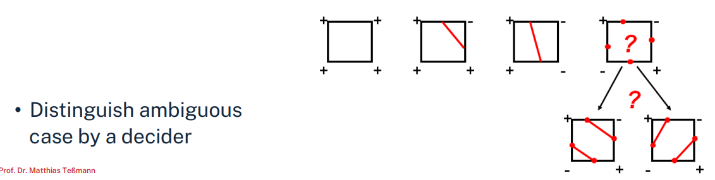 + + -
+ - + -
+ + + + + - - +
?
?
• Distinguish ambiguous
case by a decider
+ - + -
- + - +
Prof. Dr. Matthias Teßmann